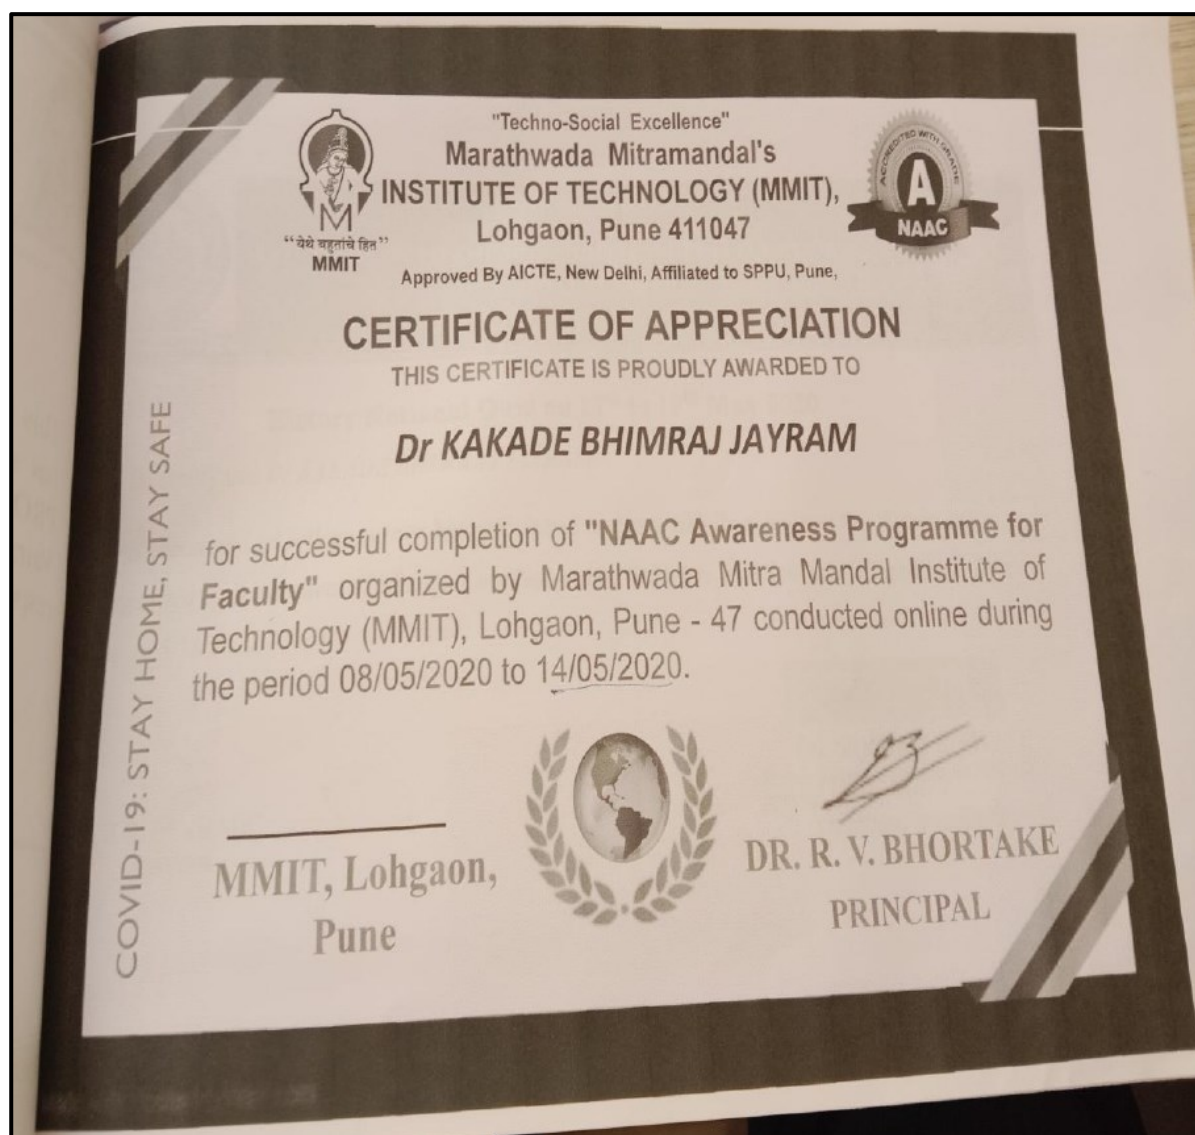 "Techno-Social Excellence"
Marathwada Mitramandal's
INSTITUTE OF TECHNOLOGY (MMIT),
Lohgaon, Pune 411047
Approved By AICTE, New Delhi, Affiliated to SPPU, Pune,
M
“येथे बहुतांचे हित”
MMIT
ACCREDITED WITH GRADE
A
NAAC
CERTIFICATE OF APPRECIATION
THIS CERTIFICATE IS PROUDLY AWARDED TO
Dr KAKADE BHIMRAJ JAYRAM
for successful completion of "NAAC Awareness Programme for
Faculty" organized by Marathwada Mitra Mandal Institute of
Technology (MMIT), Lohgaon, Pune - 47 conducted online during
the period 08/05/2020 to 14/05/2020.
COVID-19: STAY HOME, STAY SAFE
MMIT, Lohgaon,
Pune
DR. R. V. BHORTAKE
PRINCIPAL